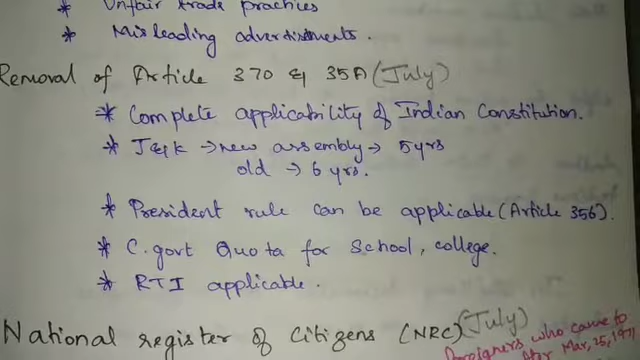 * Unfair trade practices
* Misleading advertisments.
Removal of Article 370 & 35A (July)
* Complete applicability of Indian Constitution.
* J&K → new assembly → 5 yrs
old → 6 yrs.
* President rule can be applicable (Article 356).
* C. govt Quota for School, college.
* RTI applicable.
National register of Citizens (NRC) (July)
Foreigners who came to
Mar, 25, 1971